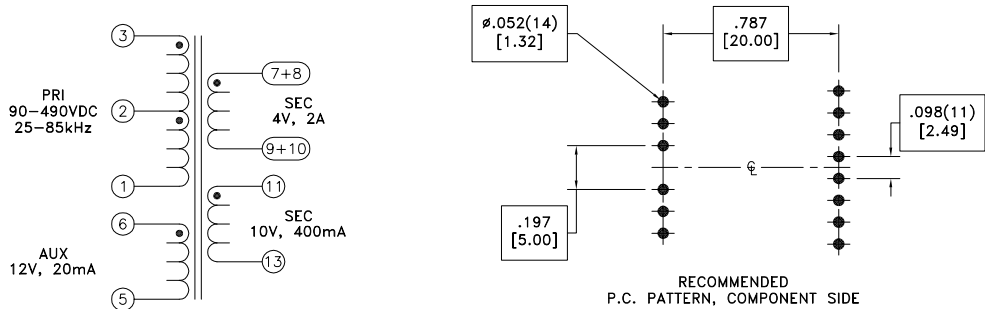 3
PRI
90–490VDC
25–85kHz
2
1
6
AUX
12V, 20mA
5
7+8
SEC
4V, 2A
9+10
11
SEC
10V, 400mA
13
ø.052(14)
[1.32]
.787
[20.00]
.098(11)
[2.49]
℄
.197
[5.00]
RECOMMENDED
P.C. PATTERN, COMPONENT SIDE